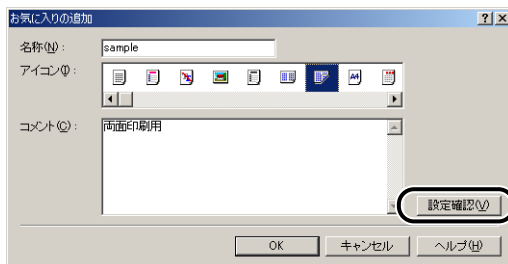 お気に入りの追加
名称(N):
sample
アイコン(I):
A4
コメント(C):
両面印刷用
設定確認(V)
OK
キャンセル
ヘルプ(H)